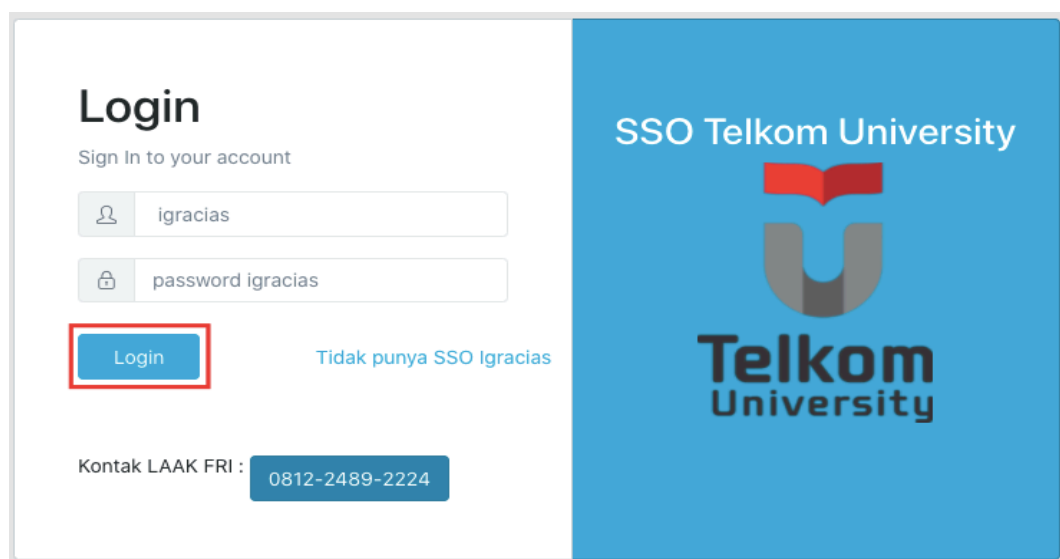 Login
Sign In to your account
igracias
password igracias
Login
Tidak punya SSO Igracias
Kontak LAAK FRI :
0812-2489-2224
SSO Telkom University
Telkom
University